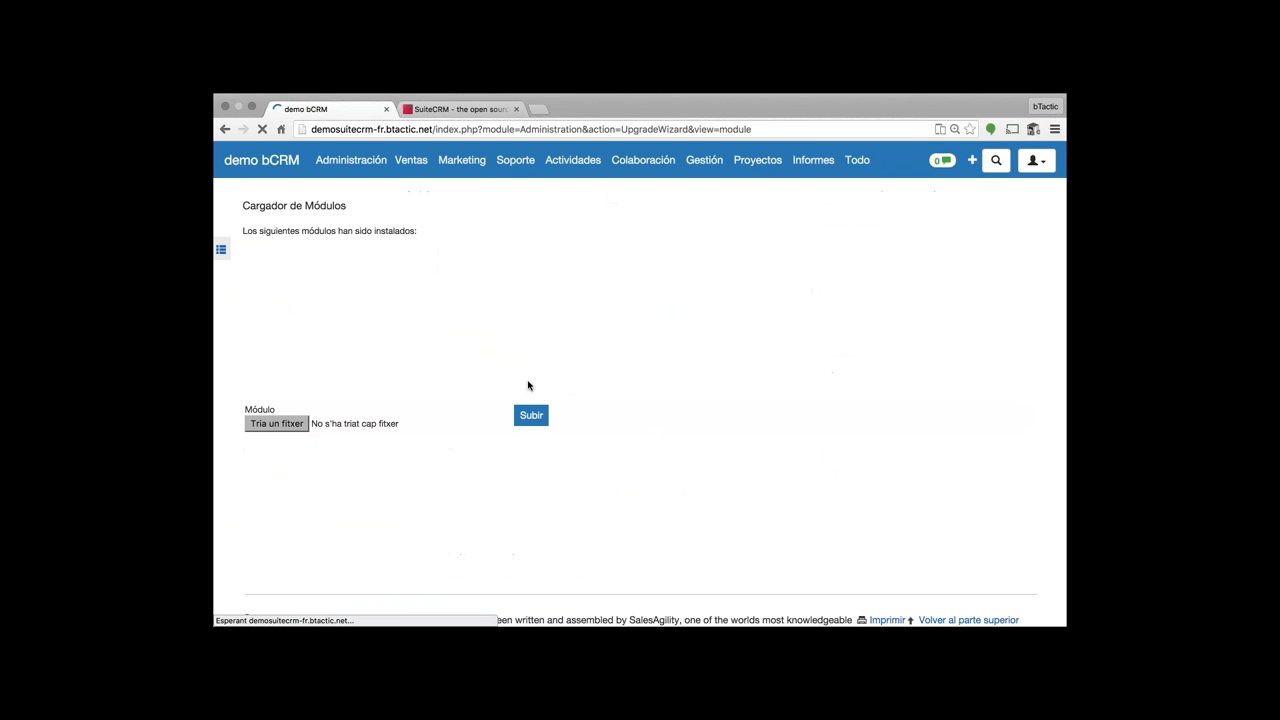 demo bCRM
SuiteCRM - the open sour
bTactic
demosuitecrm-fr.btactic.net/index.php?module=Administration&action=UpgradeWizard&view=module
demo bCRM Administración Ventas Marketing Soporte Actividades Colaboración Gestión Proyectos Informes Todo 0
Cargador de Módulos
Los siguientes módulos han sido instalados:
Módulo
Tria un fitxer No s'ha triat cap fitxer Subir
Esperant demosuitecrm-fr.btactic.net... een written and assembled by SalesAgility, one of the worlds most knowledgeable Imprimir Volver al parte superior